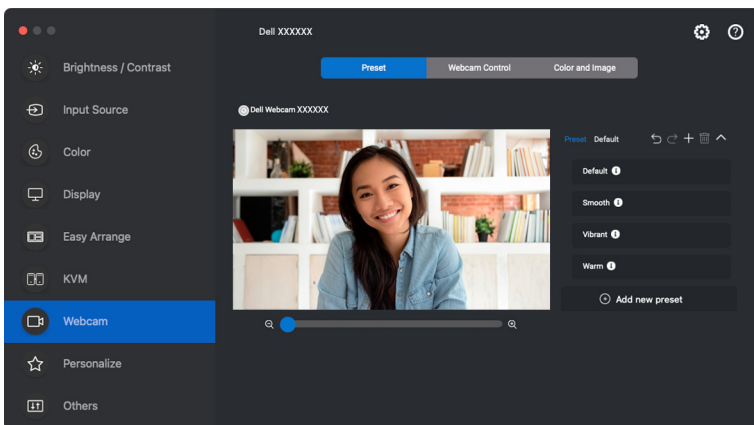 Dell XXXXXX
Brightness / Contrast
Input Source
Color
Display
Easy Arrange
KVM
Webcam
Personalize
Others
Preset Webcam Control Color and Image
Dell Webcam XXXXXX
Preset Default
Default
Smooth
Vibrant
Warm
Add new preset